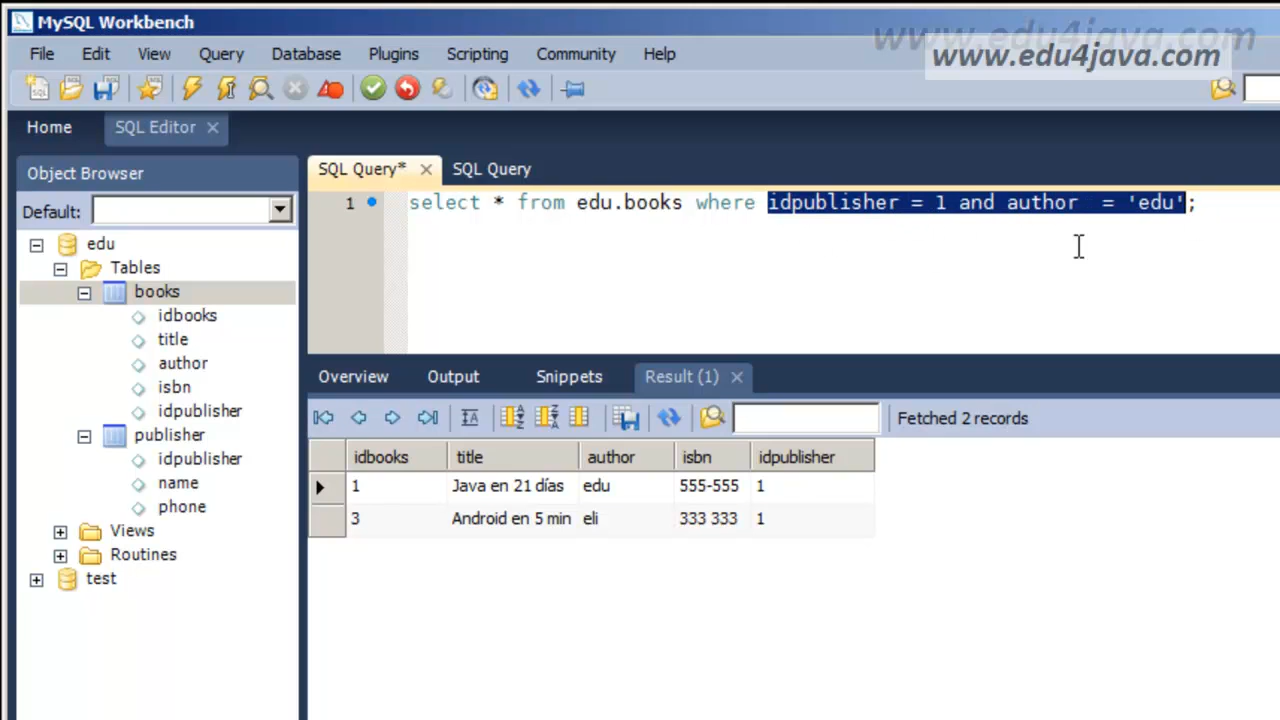 MySQL Workbench
www.edu4java.com
www.edu4java.com
File Edit View Query Database Plugins Scripting Community Help
Home SQL Editor
Object Browser
SQL Query* SQL Query
Default:
1 select * from edu.books where idpublisher = 1 and author  = 'edu';
edu
Tables
books
idbooks
title
author
isbn
idpublisher
publisher
idpublisher
name
phone
Views
Routines
test
Overview Output Snippets Result (1)
Fetched 2 records
idbooks title author isbn idpublisher
1 Java en 21 días edu 555-555 1
3 Android en 5 min eli 333 333 1